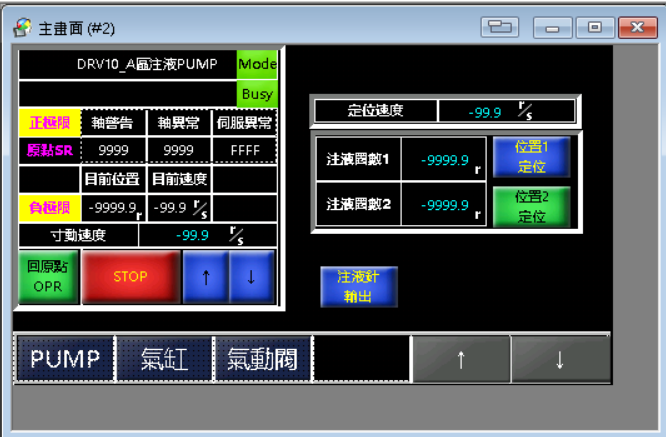 主畫面 (#2)
DRV10_A區注液PUMP Mode
Busy
正極限 軸警告 軸異常 伺服異常
原點SR 9999 9999 FFFF
目前位置 目前速度
負極限 -9999.9 r -99.9 r/s
寸動速度 -99.9 r/s
回原點 OPR STOP ↑ ↓
定位速度 -99.9 r/s
注液圈數1 -9999.9 r 位置1 定位
注液圈數2 -9999.9 r 位置2 定位
注液針
輸出
PUMP 氣缸 氣動閥 ↑ ↓